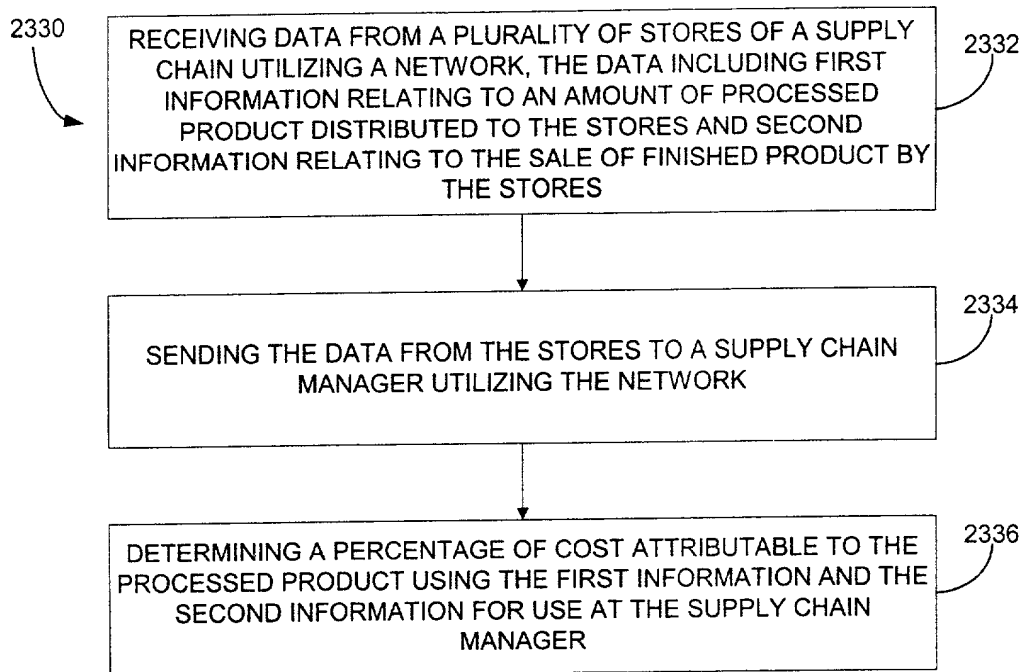 2330
RECEIVING DATA FROM A PLURALITY OF STORES OF A SUPPLY
CHAIN UTILIZING A NETWORK, THE DATA INCLUDING FIRST
INFORMATION RELATING TO AN AMOUNT OF PROCESSED
PRODUCT DISTRIBUTED TO THE STORES AND SECOND
INFORMATION RELATING TO THE SALE OF FINISHED PRODUCT BY
THE STORES
2332
SENDING THE DATA FROM THE STORES TO A SUPPLY CHAIN
MANAGER UTILIZING THE NETWORK
2334
DETERMINING A PERCENTAGE OF COST ATTRIBUTABLE TO THE
PROCESSED PRODUCT USING THE FIRST INFORMATION AND THE
SECOND INFORMATION FOR USE AT THE SUPPLY CHAIN
MANAGER
2336